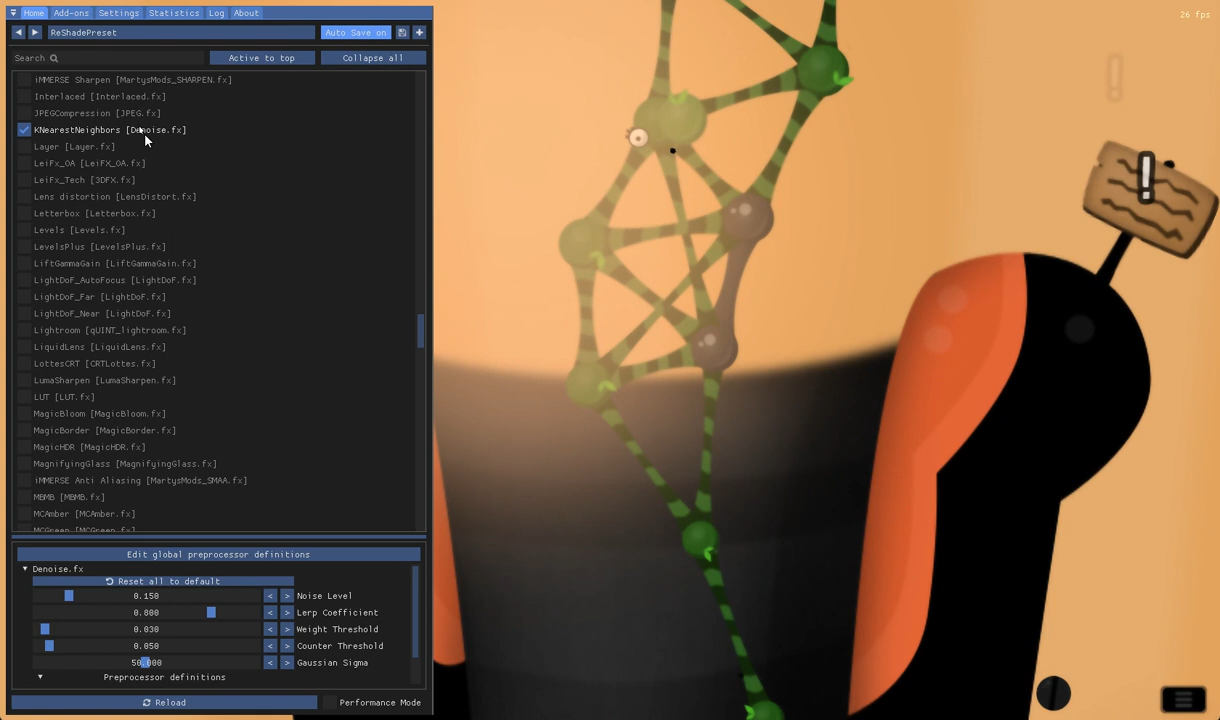 Home Add-ons Settings Statistics Log About
ReShadePreset Auto Save on
Search Active to top Collapse all
iMMERSE Sharpen [MartysMods_SHARPEN.fx]
Interlaced [Interlaced.fx]
JPEGCompression [JPEG.fx]
KNearestNeighbors [Denoise.fx]
Layer [Layer.fx]
LeiFx_OA [LeiFX_OA.fx]
LeiFx_Tech [3DFX.fx]
Lens distortion [LensDistort.fx]
Letterbox [Letterbox.fx]
Levels [Levels.fx]
LevelsPlus [LevelsPlus.fx]
LiftGammaGain [LiftGammaGain.fx]
LightDoF_AutoFocus [LightDoF.fx]
LightDoF_Far [LightDoF.fx]
LightDoF_Near [LightDoF.fx]
Lightroom [qUINT_lightroom.fx]
LiquidLens [LiquidLens.fx]
LottesCRT [CRTLottes.fx]
LumaSharpen [LumaSharpen.fx]
LUT [LUT.fx]
MagicBloom [MagicBloom.fx]
MagicBorder [MagicBorder.fx]
MagicHDR [MagicHDR.fx]
MagnifyingGlass [MagnifyingGlass.fx]
iMMERSE Anti Aliasing [MartysMods_SMAA.fx]
MBMB [MBMB.fx]
MCAmber [MCAmber.fx]
MCGreen [MCGreen.fx]
Edit global preprocessor definitions
Denoise.fx
Reset all to default
0.150 < > Noise Level
0.800 < > Lerp Coefficient
0.030 < > Weight Threshold
0.050 < > Counter Threshold
50.000 < > Gaussian Sigma
Preprocessor definitions
Reload Performance Mode
26 fps
!
!